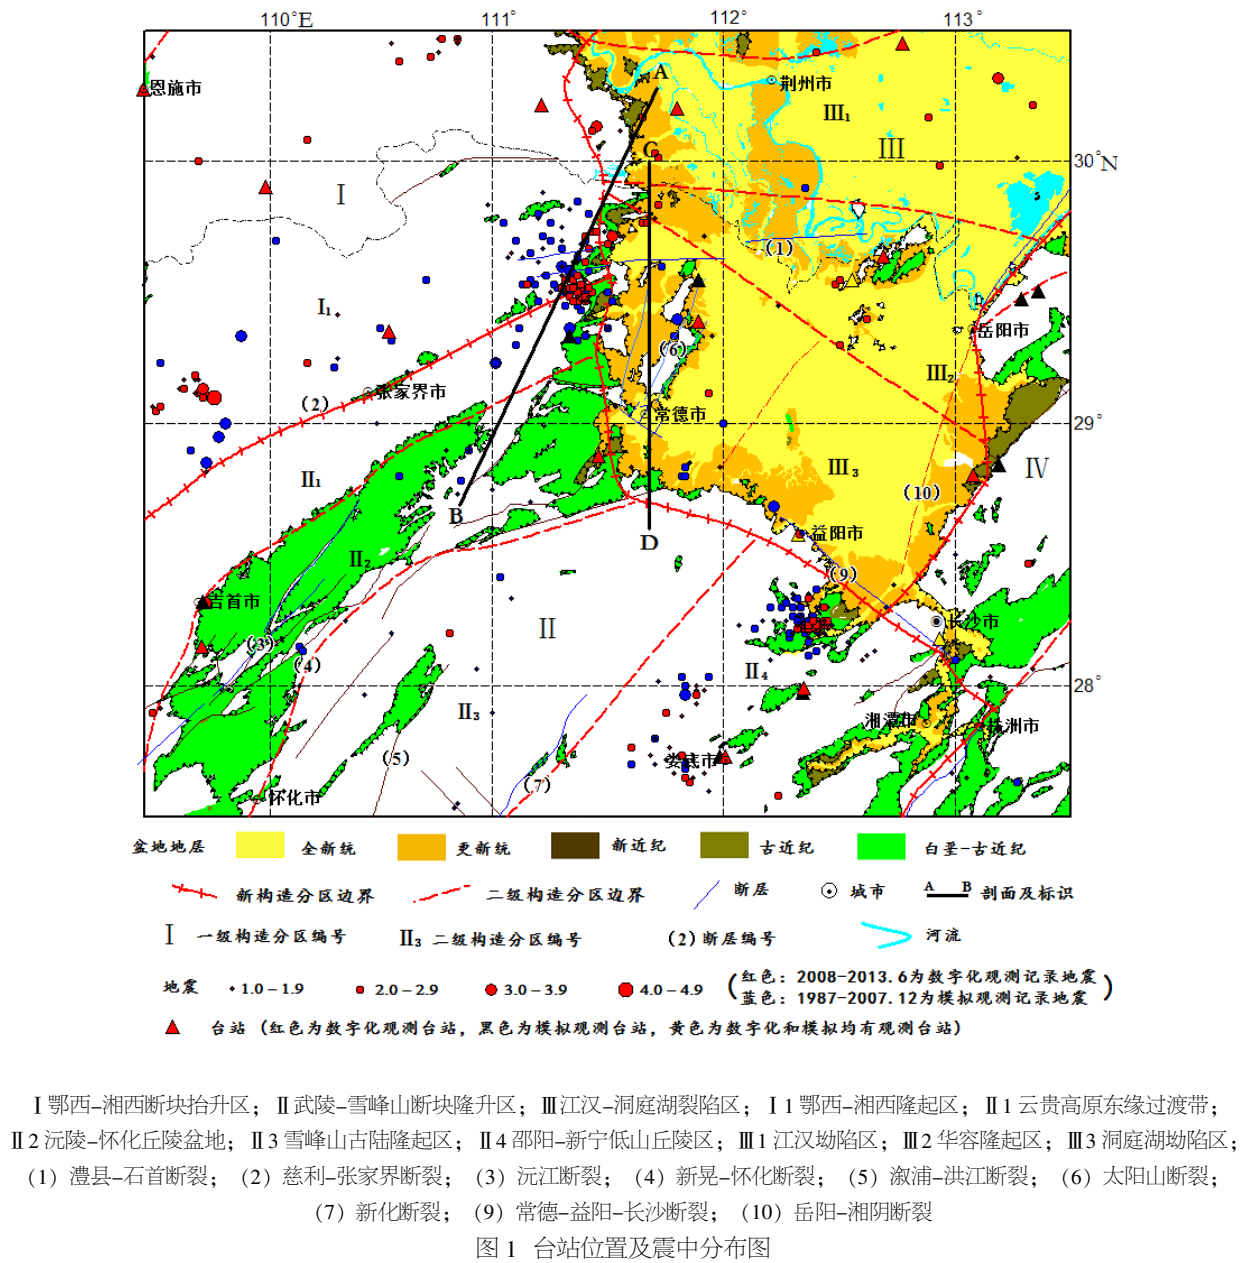 110°E 111° 112° 113°
A
恩施市
荆州市
III₁
III
C
30°N
I
(1)
I₁
岳阳市
(6)
III₂
张家界市
(2)
常德市
29°
II₁
III₃
IV
(10)
B
D
益阳市
II₂
(9)
吉首市
长沙市
II
(3)
(4)
II₄
28°
II₃
湘潭市
株洲市
(5)
娄底市
(7)
怀化市
盆地地层 全新统 更新统 新近纪 古近纪 白垩-古近纪
新构造分区边界 二级构造分区边界 断层 城市 A B 剖面及标识
I 一级构造分区编号 II₃ 二级构造分区编号 (2)断层编号 河流
地震 1.0-1.9 2.0-2.9 3.0-3.9 4.0-4.9 (红色: 2008-2013.6为数字化观测记录地震
蓝色: 1987-2007.12为模拟观测记录地震)
台站 (红色为数字化观测台站, 黑色为模拟观测台站, 黄色为数字化和模拟均有观测台站)
Ⅰ鄂西-湘西断块抬升区; Ⅱ武陵-雪峰山断块隆升区; Ⅲ江汉-洞庭湖裂陷区; Ⅰ1鄂西-湘西隆起区; Ⅱ1云贵高原东缘过渡带;
Ⅱ2沅陵-怀化丘陵盆地; Ⅱ3雪峰山古陆隆起区; Ⅱ4邵阳-新宁低山丘陵区; Ⅲ1江汉坳陷区; Ⅲ2华容隆起区; Ⅲ3洞庭湖坳陷区;
(1) 澧县-石首断裂; (2) 慈利-张家界断裂; (3) 沅江断裂; (4) 新晃-怀化断裂; (5) 溆浦-洪江断裂; (6) 太阳山断裂;
(7) 新化断裂; (9) 常德-益阳-长沙断裂; (10) 岳阳-湘阴断裂
图 1 台站位置及震中分布图